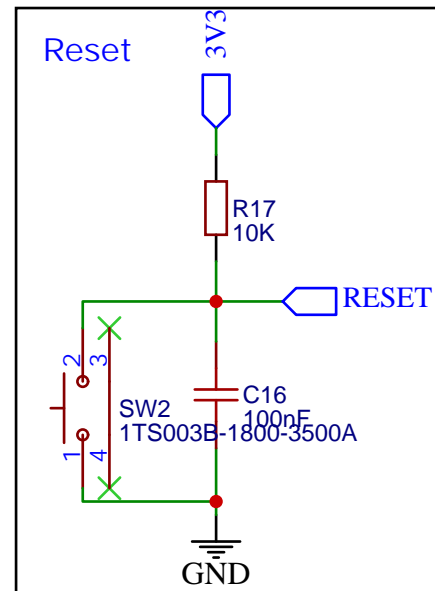 Reset
3V3
R17
10K
RESET
2
3
C16
100nF
SW2
1TS003B-1800-3500A
1
4
GND